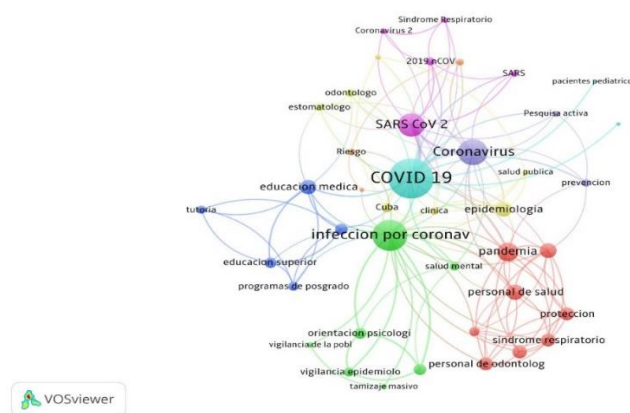 Sindrome Respiratorio
Coronavirus 2
2019 nCOV
SARS
pacientes pediatric
odontologo
estomatologo
Pesquisa activa
SARS CoV 2
Riesgo
Coronavirus
salud publica
COVID 19
educacion medica
prevencion
tutoria
Cuba
clinica
epidemiologia
infeccion por coronav
pandemia
educacion superior
salud mental
programas de posgrado
personal de salud
proteccion
orientacion psicologi
vigilancia de la pobl
sindrome respiratorio
personal de odontolog
vigilancia epidemiolo
tamizaje masivo
VOSviewer